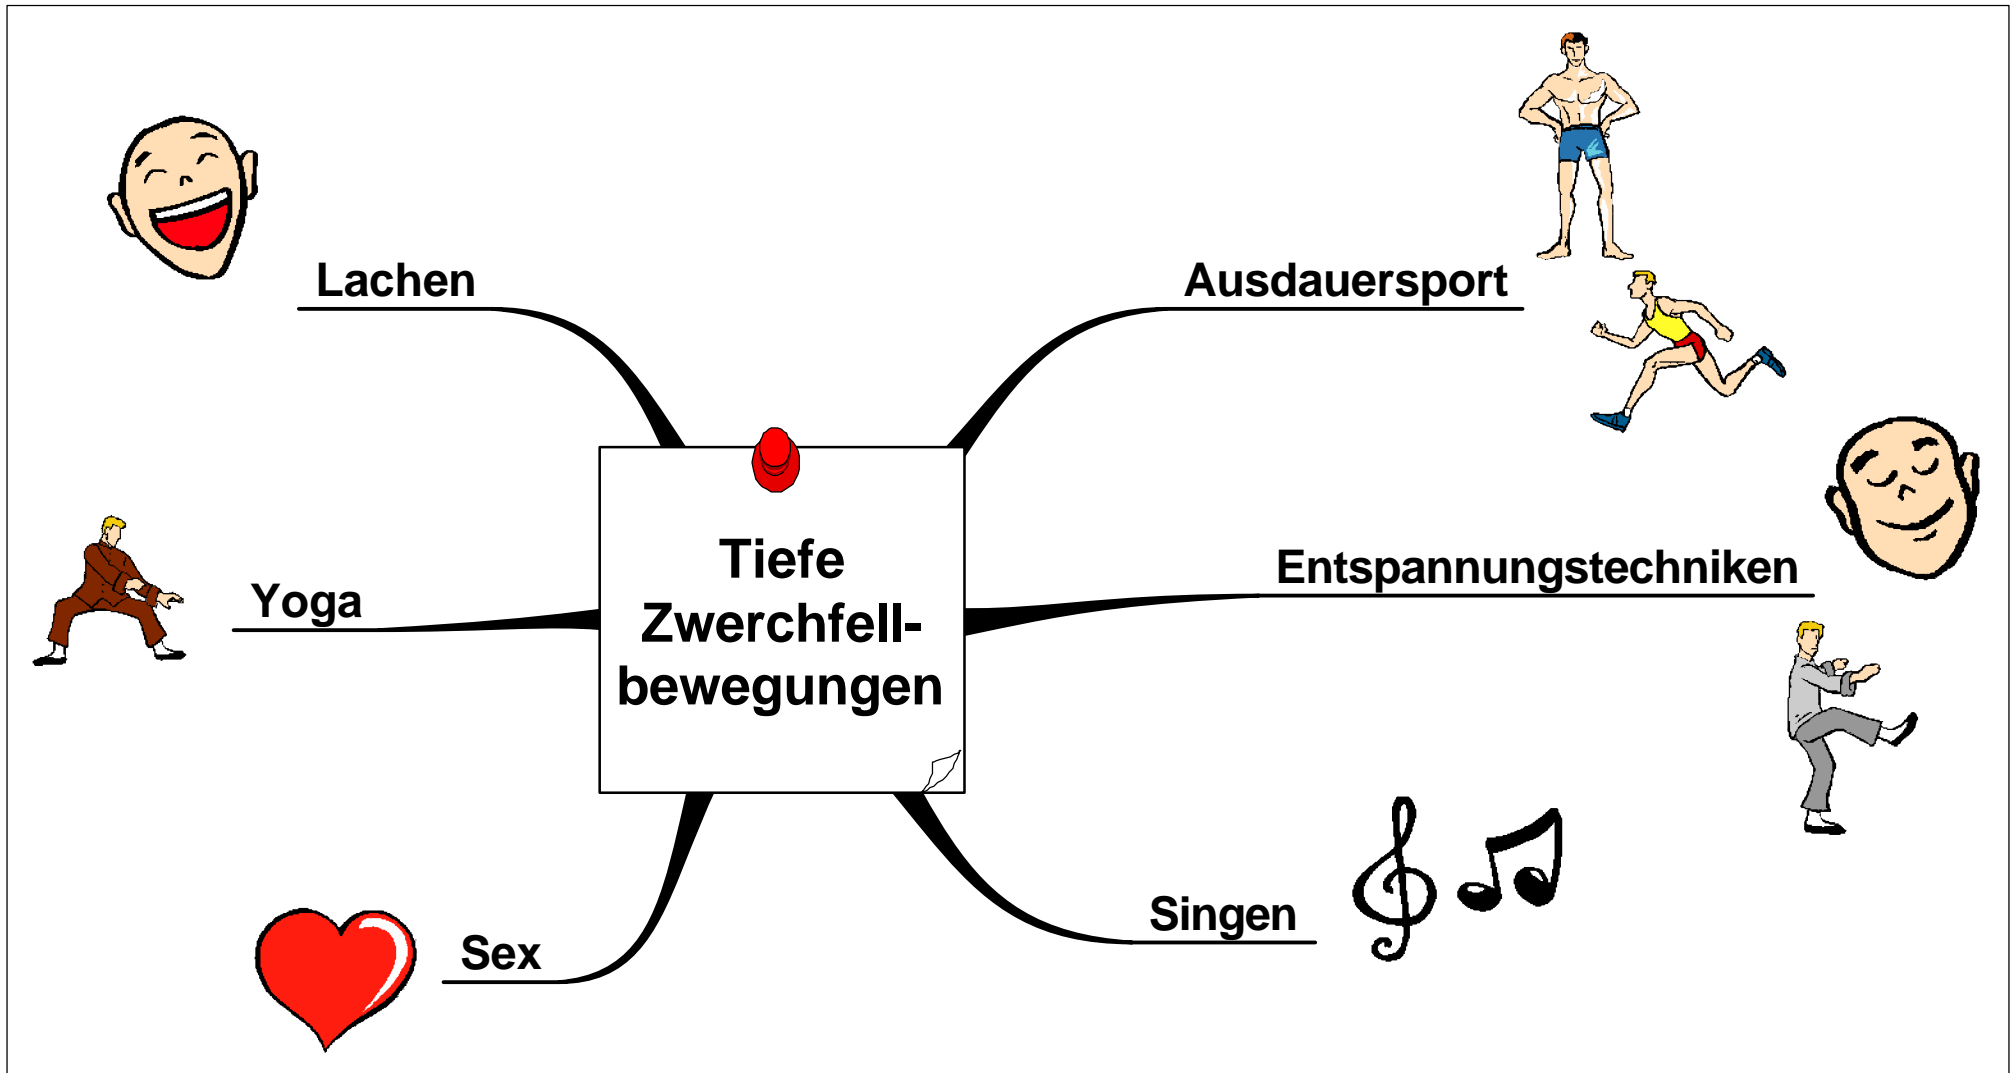 Lachen
Ausdauersport
Tiefe
Zwerchfell-
bewegungen
Entspannungstechniken
Yoga
Singen
Sex